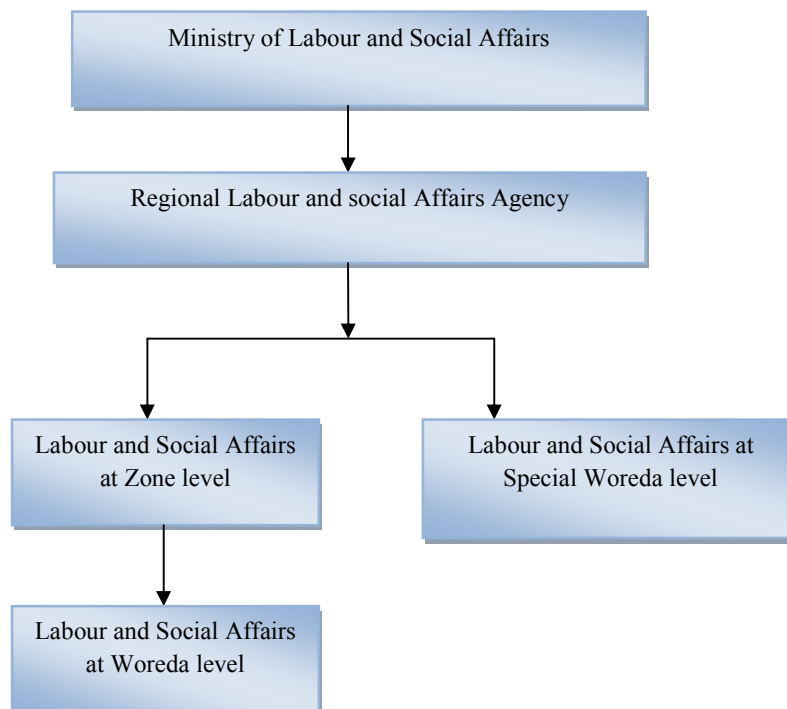 Ministry of Labour and Social Affairs
Regional Labour and social Affairs Agency
Labour and Social Affairs
at Zone level
Labour and Social Affairs at
Special Woreda level
Labour and Social Affairs
at Woreda level